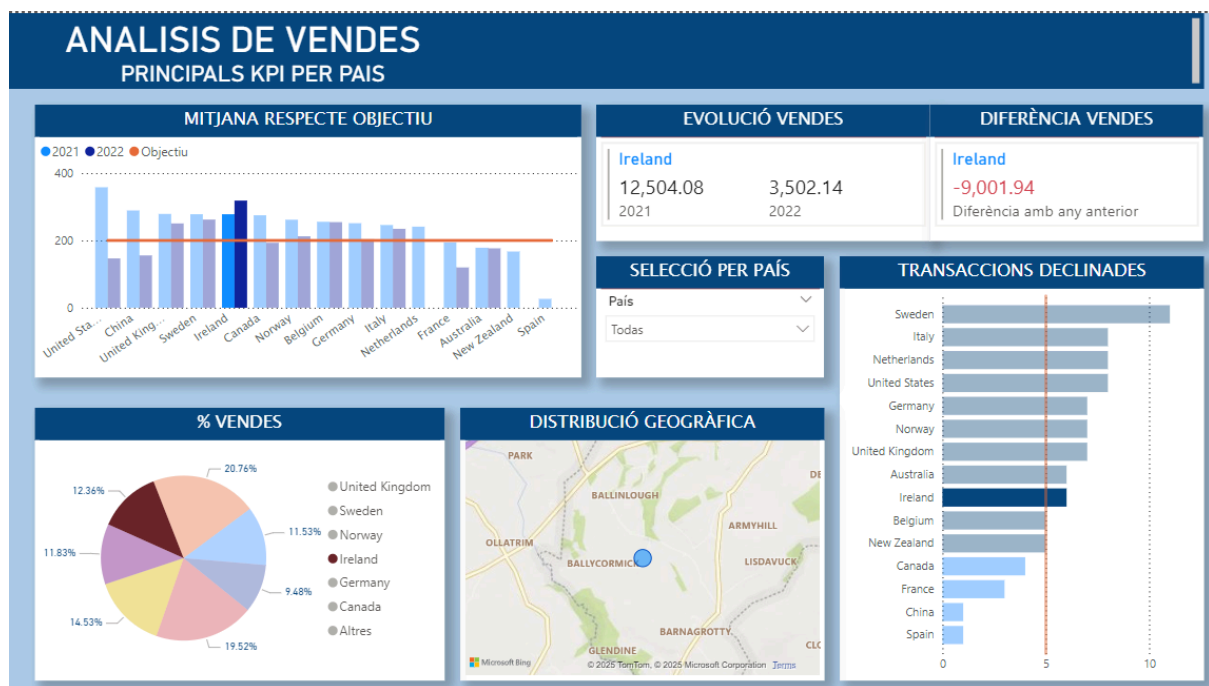 ANALISIS DE VENDES
PRINCIPALS KPI PER PAIS
MITJANA RESPECTE OBJECTIU
2021 2022 Objectiu
400
200
0
United Sta...
China
United King...
Sweden
Ireland
Canada
Norway
Belgium
Germany
Italy
Netherlands
France
Australia
New Zealand
Spain
EVOLUCIÓ VENDES
Ireland
12,504.08 3,502.14
2021 2022
DIFERÈNCIA VENDES
Ireland
-9,001.94
Diferència amb any anterior
SELECCIÓ PER PAÍS
País
Todas
TRANSACCIONS DECLINADES
Sweden
Italy
Netherlands
United States
Germany
Norway
United Kingdom
Australia
Ireland
Belgium
New Zealand
Canada
France
China
Spain
0 5 10
% VENDES
20.76%
12.36%
11.53%
11.83%
9.48%
14.53%
19.52%
United Kingdom
Sweden
Norway
Ireland
Germany
Canada
Altres
DISTRIBUCIÓ GEOGRÀFICA
PARK
DE
BALLINLOUGH
ARMYHILL
OLLATRIM
BALLYCORMICK
LISDAVUCK
BARNAGROTTY
CLO
GLENDINE
Microsoft Bing
© 2025 TomTom, © 2025 Microsoft Corporation Terms